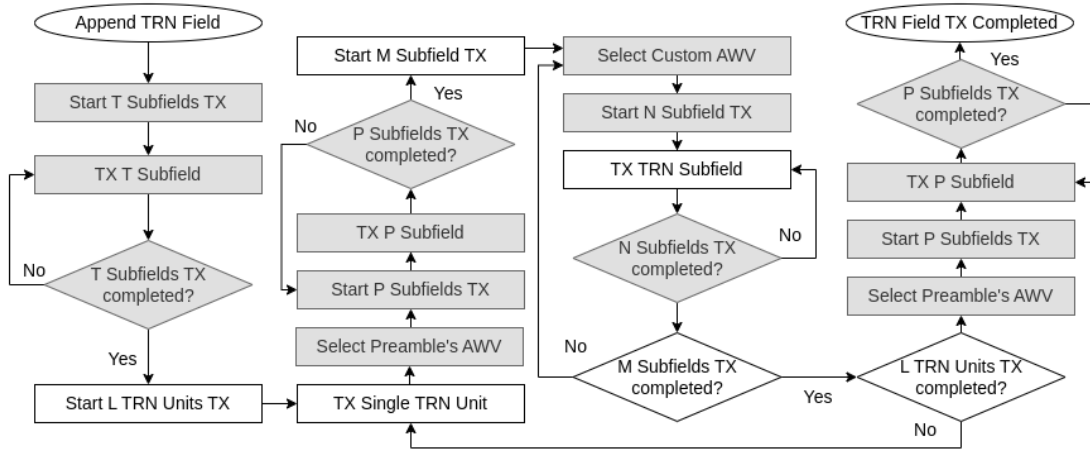 Append TRN Field
Start T Subfields TX
TX T Subfield
No
T Subfields TX
completed?
Yes
Start L TRN Units TX
Start M Subfield TX
Yes
No
P Subfields TX
completed?
TX P Subfield
Start P Subfields TX
Select Preamble's AWV
TX Single TRN Unit
Select Custom AWV
Start N Subfield TX
TX TRN Subfield
No
N Subfields TX
completed?
No
M Subfields TX
completed?
Yes
TRN Field TX Completed
Yes
P Subfields TX
completed?
TX P Subfield
Start P Subfields TX
Select Preamble's AWV
L TRN Units TX
completed?
No